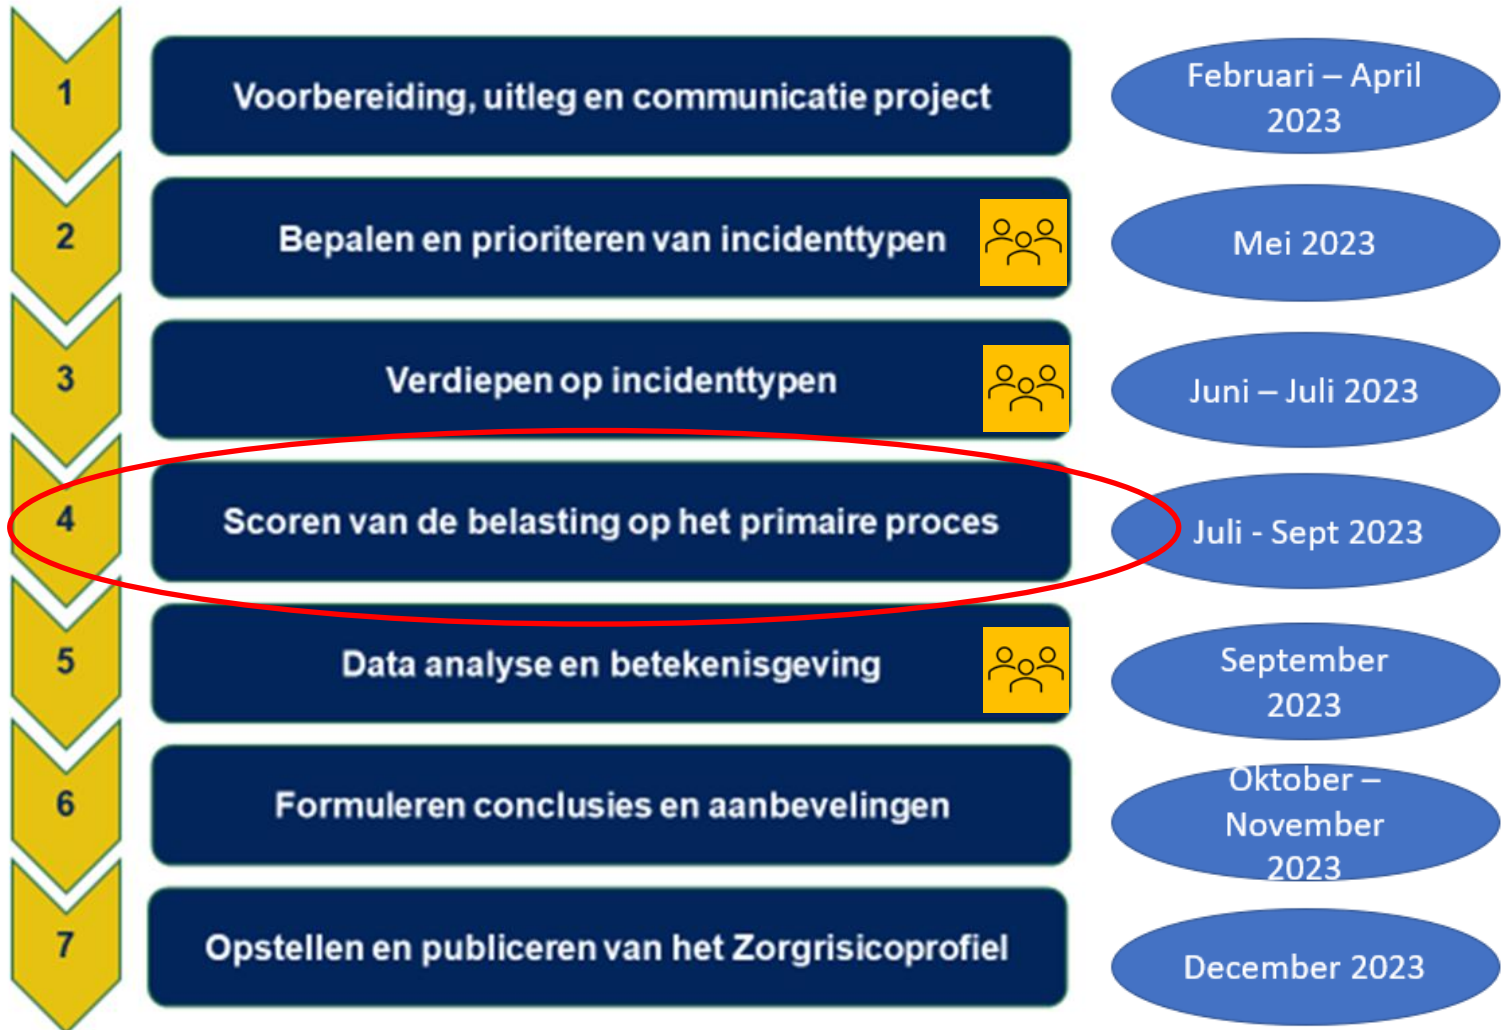 1
Voorbereiding, uitleg en communicatie project
Februari – April
2023
2
Bepalen en prioriteren van incidenttypen
Mei 2023
3
Verdiepen op incidenttypen
Juni – Juli 2023
4
Scoren van de belasting op het primaire proces
Juli - Sept 2023
5
Data analyse en betekenisgeving
September
2023
6
Formuleren conclusies en aanbevelingen
Oktober –
November
2023
7
Opstellen en publiceren van het Zorgrisicoprofiel
December 2023